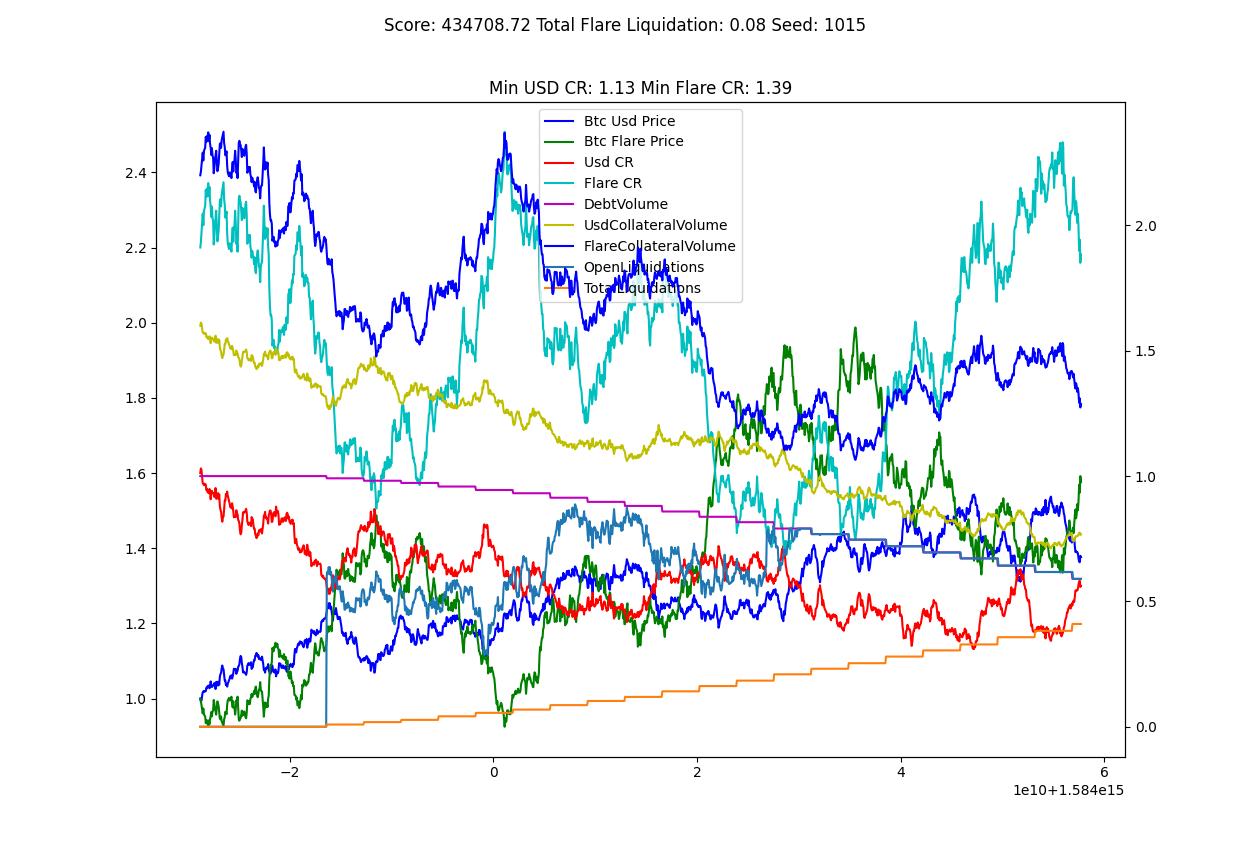 Score: 434708.72 Total Flare Liquidation: 0.08 Seed: 1015
Min USD CR: 1.13 Min Flare CR: 1.39
Btc Usd Price
Btc Flare Price
Usd CR
Flare CR
DebtVolume
UsdCollateralVolume
FlareCollateralVolume
OpenLiquidations
TotalLiquidations
2.4
2.2
2.0
1.8
1.6
1.4
1.2
1.0
2.0
1.5
1.0
0.5
0.0
−2
0
2
4
6
1e10+1.584e15